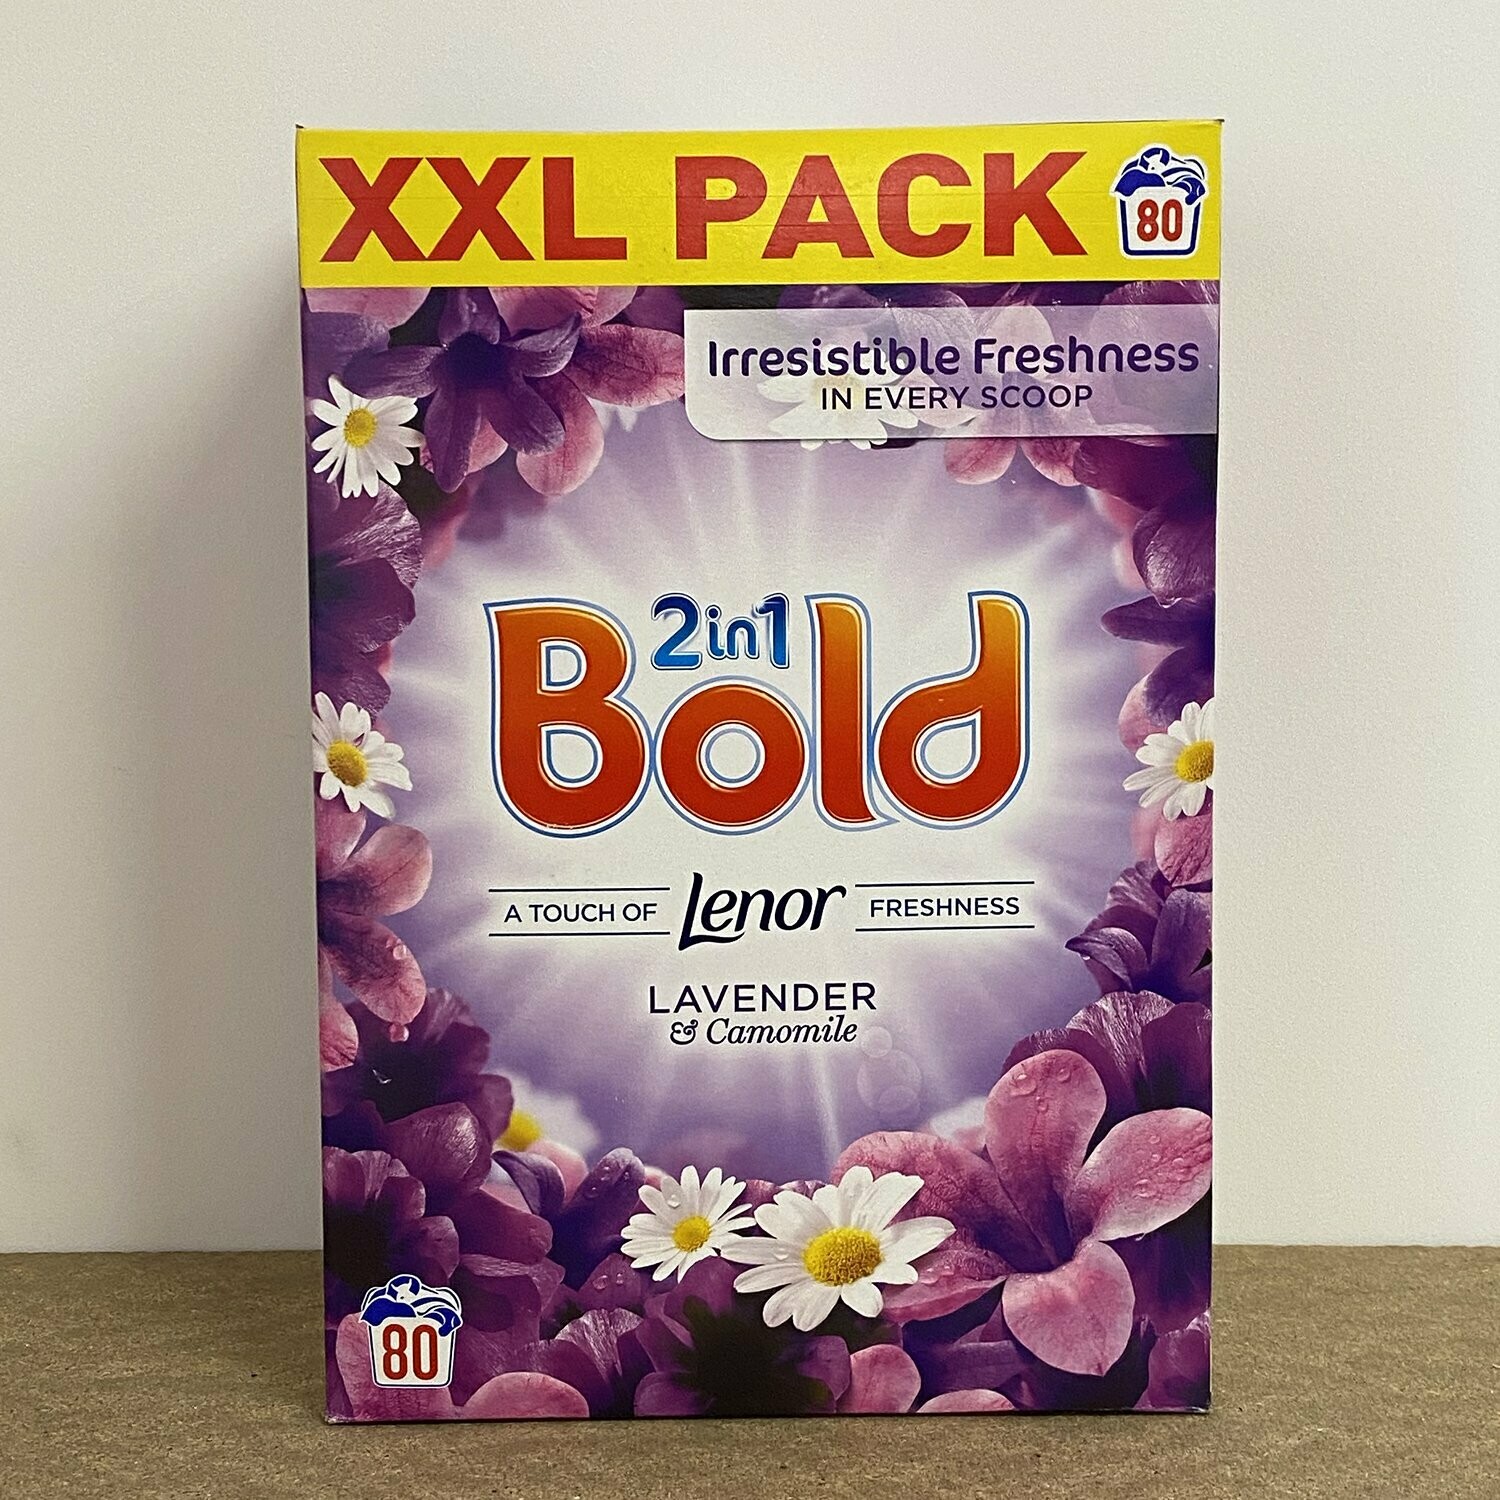 XXL PACK 80
Irresistible Freshness
IN EVERY SCOOP
2in1
Bold
A TOUCH OF Lenor FRESHNESS
LAVENDER
& Camomile
80